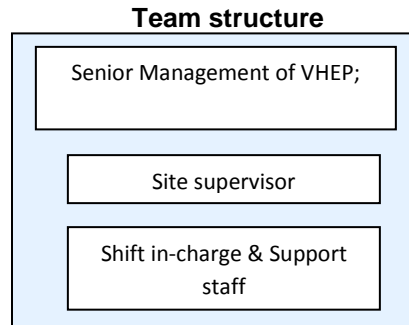 Team structure
Senior Management of VHEP;
Site supervisor
Shift in-charge & Support
staff